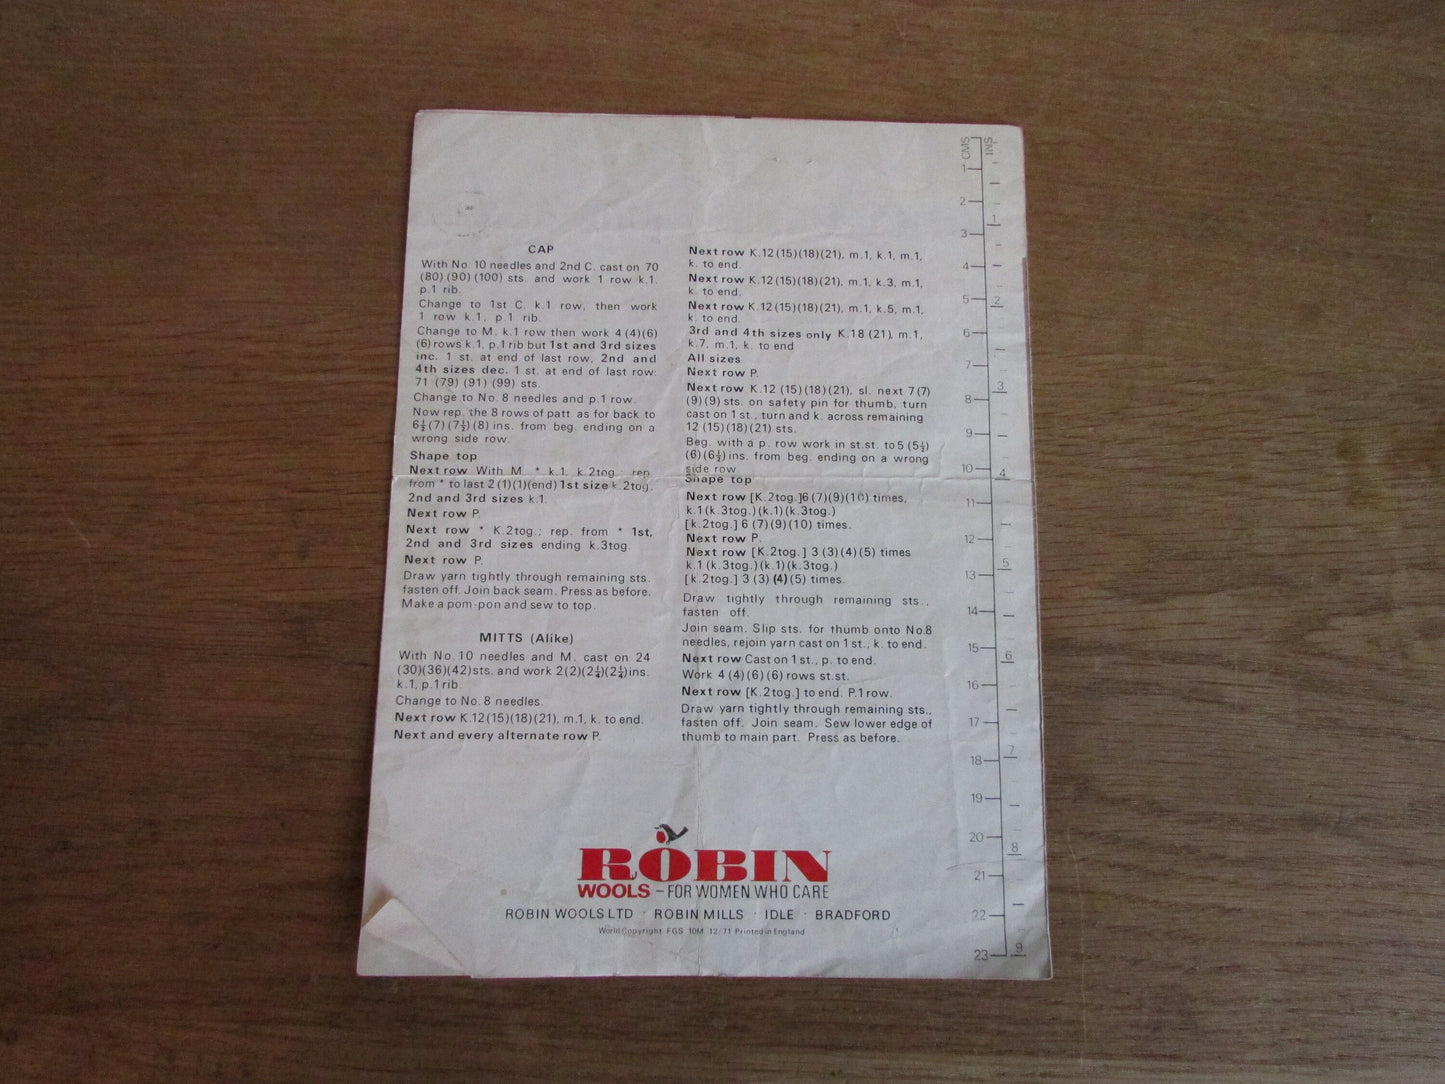 CAP
With No. 10 needles and 2nd C. cast on 70
(80)(90)(100) sts. and work 1 row k.1.
p.1 rib.
Change to 1st C. k.1 row, then work
1 row k.1, p.1 rib.
Change to M. k.1 row then work 4(4)(6)
(6) rows k.1, p.1 rib but 1st and 3rd sizes
inc. 1 st. at end of last row, 2nd and
4th sizes dec. 1 st. at end of last row:
71 (79) (91) (99) sts.
Change to No. 8 needles and p.1 row.
Now rep. the 8 rows of patt. as for back to
6½(7)(7½)(8) ins. from beg. ending on a
wrong side row.
Shape top
Next row With M. * k.1, k.2tog.; rep.
from * to last 2(1)(1)(end) 1st size k.2tog.
2nd and 3rd sizes k.1.
Next row P.
Next row * K.2tog.; rep. from * 1st,
2nd and 3rd sizes ending k.3tog.
Next row P.
Draw yarn tightly through remaining sts.
fasten off. Join back seam. Press as before.
Make a pom-pon and sew to top.
MITTS (Alike)
With No. 10 needles and M. cast on 24
(30)(36)(42) sts. and work 2(2)(2¼)(2¼) ins.
k.1, p.1 rib.
Change to No. 8 needles.
Next row K.12(15)(18)(21), m.1, k. to end.
Next and every alternate row P.
Next row K.12(15)(18)(21), m.1, k.1, m.1,
k. to end.
Next row K.12(15)(18)(21), m.1, k.3, m.1,
k. to end.
Next row K.12(15)(18)(21), m.1, k.5, m.1,
k. to end.
3rd and 4th sizes only K.18 (21), m.1,
k.7. m.1, k. to end
All sizes
Next row P.
Next row K.12 (15)(18)(21), sl. next 7(7)
(9)(9) sts. on safety pin for thumb, turn
cast on 1 st., turn and k. across remaining
12 (15)(18)(21) sts.
Beg. with a p. row work in st.st. to 5 (5½)
(6)(6½) ins. from beg. ending on a wrong
side row
Shape top
Next row [K.2tog.] 6(7)(9)(10) times,
k.1 (k.3tog.)(k.1)(k.3tog.)
[k.2tog.] 6(7)(9)(10) times.
Next row P.
Next row [K.2tog.] 3(3)(4)(5) times
k.1 (k.3tog.)(k.1)(k.3tog.)
[k.2tog.] 3(3)(4)(5) times.
Draw tightly through remaining sts.,
fasten off.
Join seam. Slip sts. for thumb onto No.8
needles, rejoin yarn cast on 1 st., k. to end.
Next row Cast on 1 st., p. to end.
Work 4(4)(6)(6) rows st.st.
Next row [K.2tog.] to end. P.1 row.
Draw yarn tightly through remaining sts.,
fasten off. Join seam. Sew lower edge of
thumb to main part. Press as before.
ROBIN
WOOLS – FOR WOMEN WHO CARE
ROBIN WOOLS LTD · ROBIN MILLS · IDLE · BRADFORD
World Copyright FGS 10M 12/71 Printed in England
CMS INS
1
2
1
3
4
5
2
6
7
3
8
9
10
4
11
12
5
13
14
15
6
16
17
7
18
19
20
8
21
22
23
9